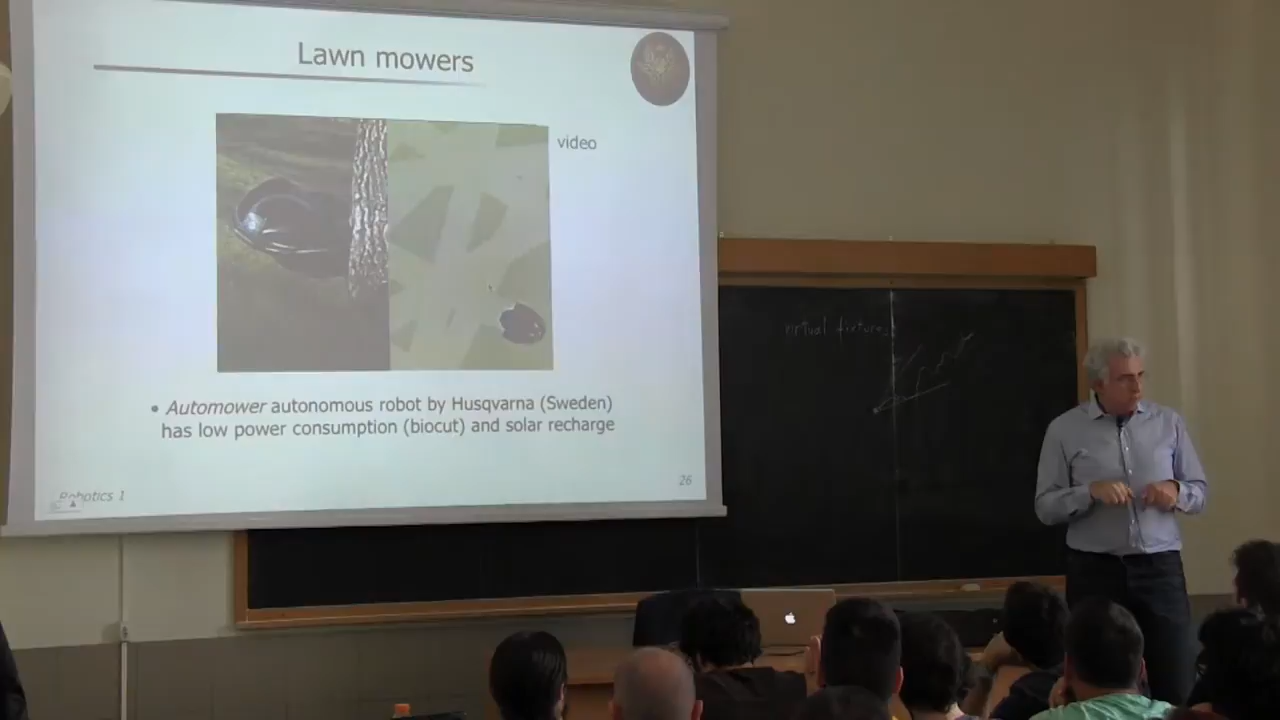 Lawn mowers
video
• Automower autonomous robot by Husqvarna (Sweden)
has low power consumption (biocut) and solar recharge
Robotics 1
26
virtual fixtures